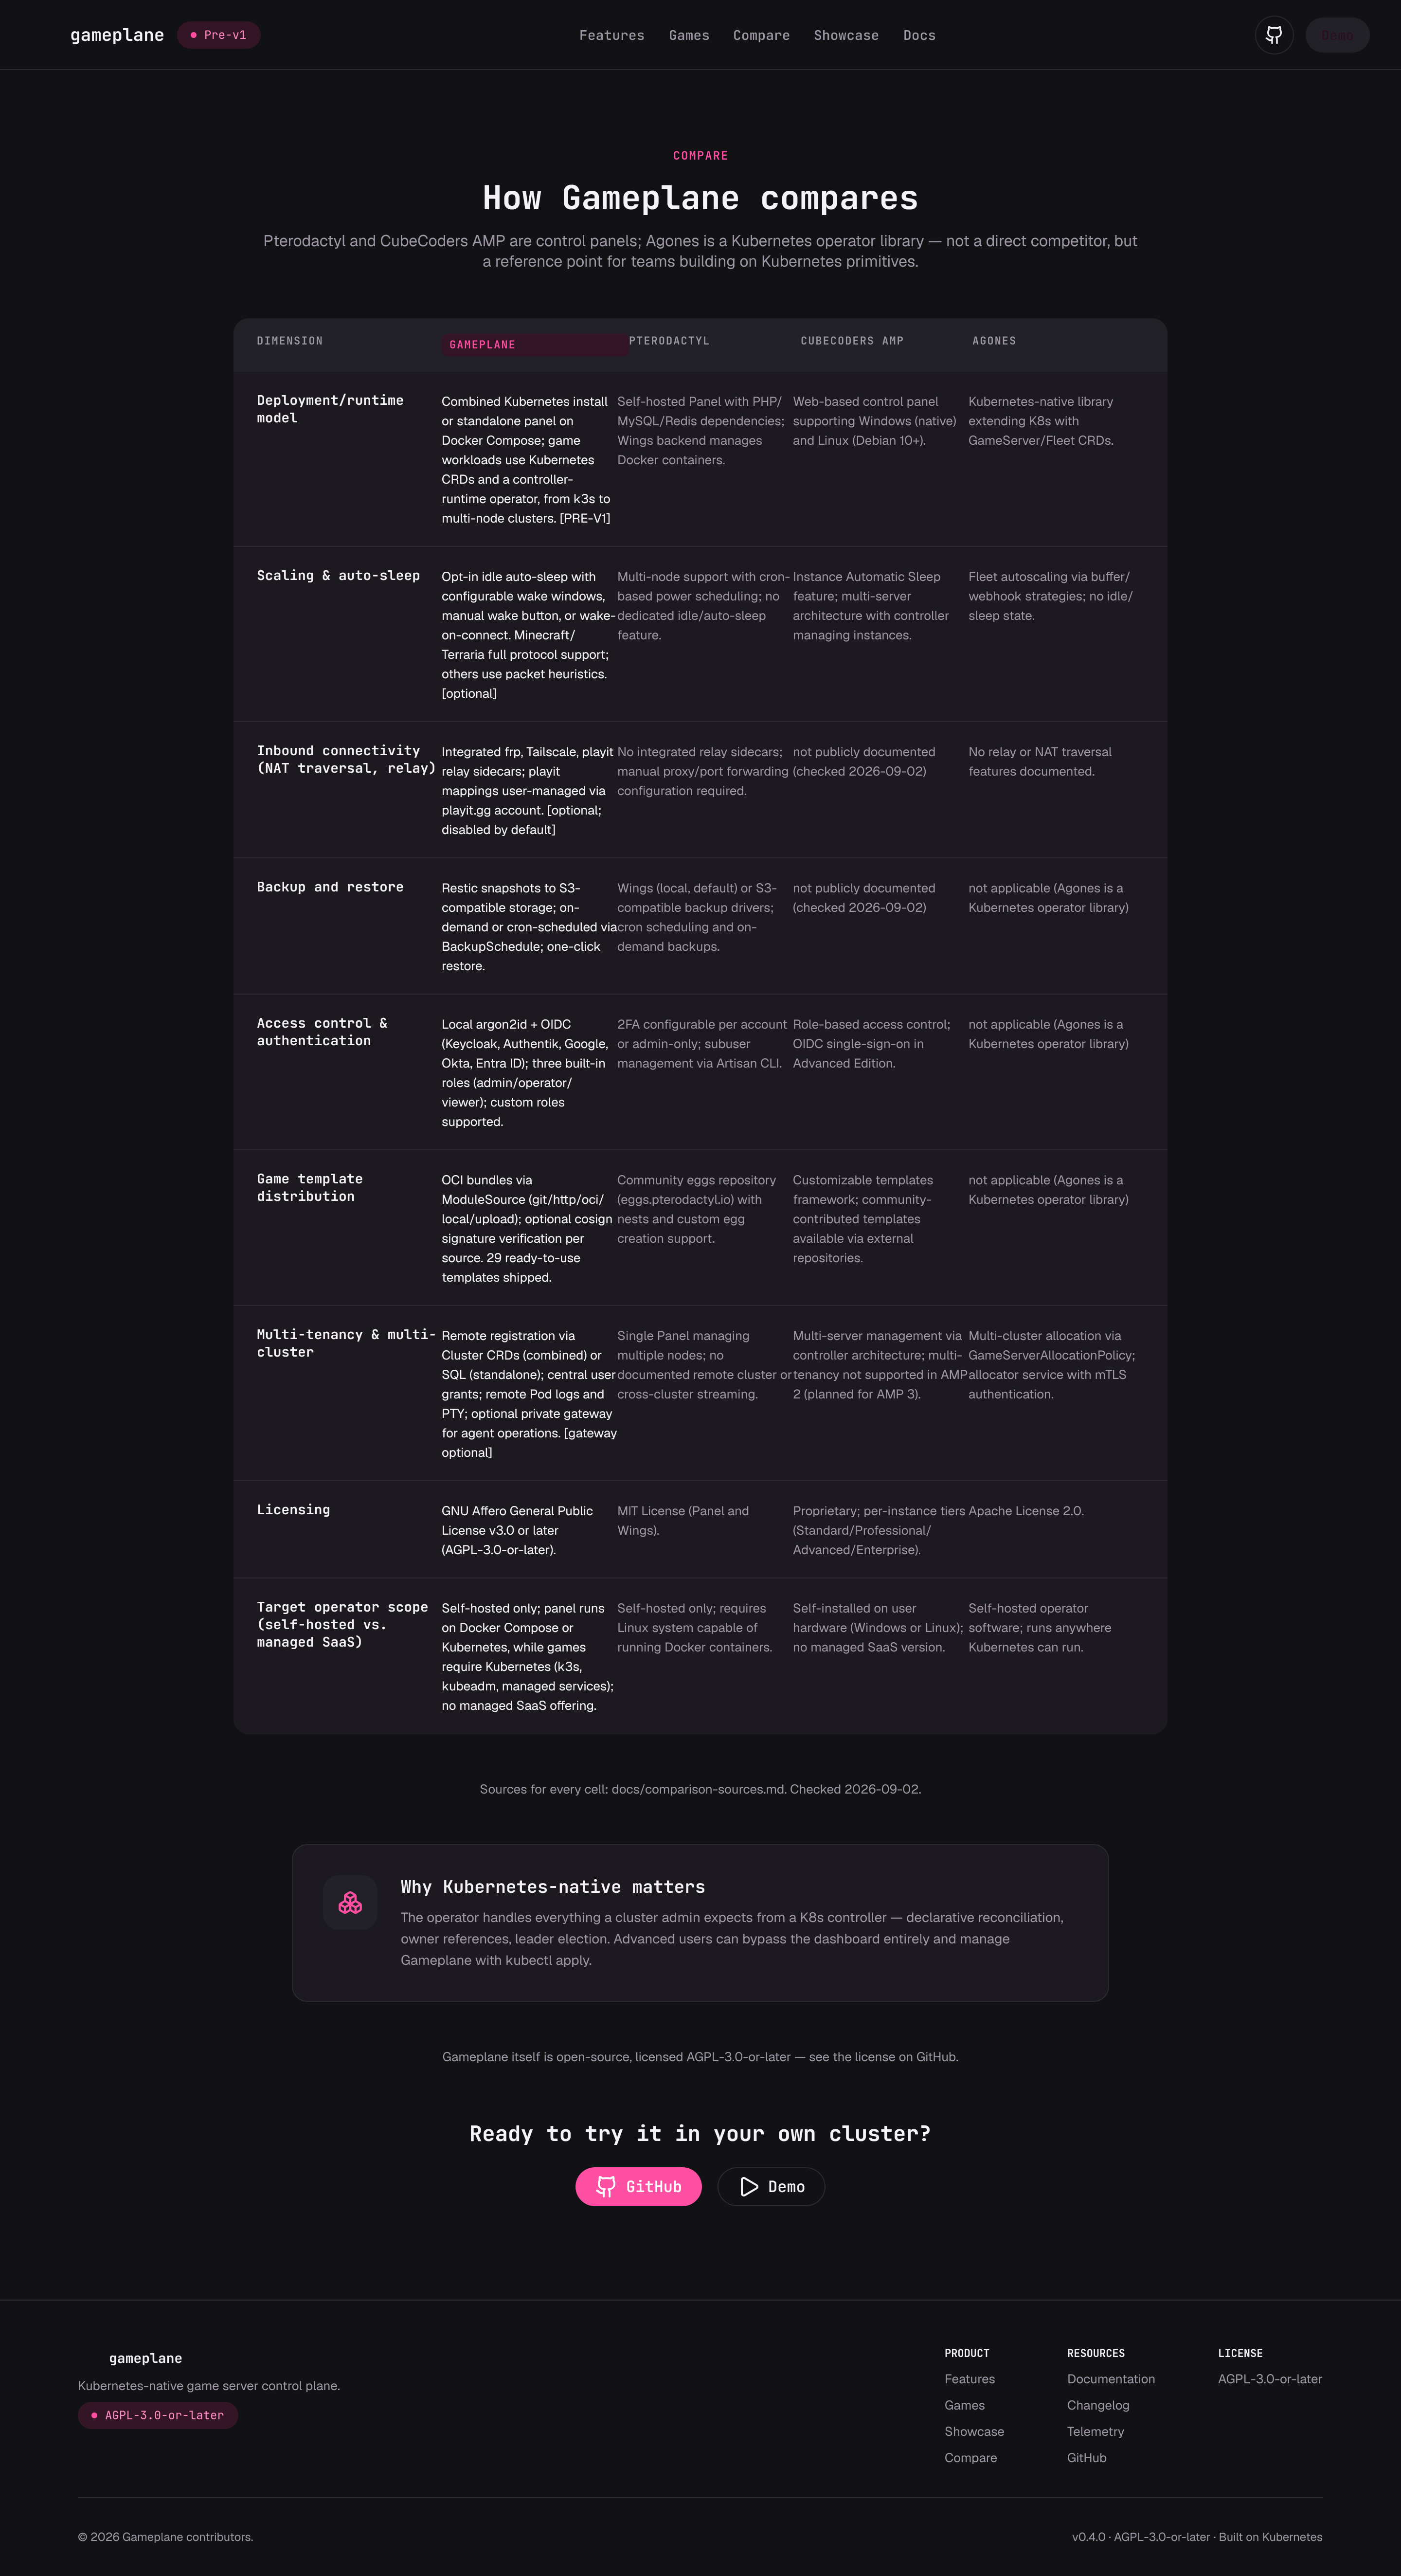 gameplane
Pre-v1
Features Games Compare Showcase Docs
Demo
COMPARE
How Gameplane compares
Pterodactyl and CubeCoders AMP are control panels; Agones is a Kubernetes operator library — not a direct competitor, but
a reference point for teams building on Kubernetes primitives.
DIMENSION
GAMEPLANE
PTERODACTYL
CUBECODERS AMP
AGONES
Deployment/runtime
model
Combined Kubernetes install
or standalone panel on
Docker Compose; game
workloads use Kubernetes
CRDs and a controller-
runtime operator, from k3s to
multi-node clusters. [PRE-V1]
Self-hosted Panel with PHP/
MySQL/Redis dependencies;
Wings backend manages
Docker containers.
Web-based control panel
supporting Windows (native)
and Linux (Debian 10+).
Kubernetes-native library
extending K8s with
GameServer/Fleet CRDs.
Scaling & auto-sleep
Opt-in idle auto-sleep with
configurable wake windows,
manual wake button, or wake-
on-connect. Minecraft/
Terraria full protocol support;
others use packet heuristics.
[optional]
Multi-node support with cron-
based power scheduling; no
dedicated idle/auto-sleep
feature.
Instance Automatic Sleep
feature; multi-server
architecture with controller
managing instances.
Fleet autoscaling via buffer/
webhook strategies; no idle/
sleep state.
Inbound connectivity
(NAT traversal, relay)
Integrated frp, Tailscale, playit
relay sidecars; playit
mappings user-managed via
playit.gg account. [optional;
disabled by default]
No integrated relay sidecars;
manual proxy/port forwarding
configuration required.
not publicly documented
(checked 2026-09-02)
No relay or NAT traversal
features documented.
Backup and restore
Restic snapshots to S3-
compatible storage; on-
demand or cron-scheduled via
BackupSchedule; one-click
restore.
Wings (local, default) or S3-
compatible backup drivers;
cron scheduling and on-
demand backups.
not publicly documented
(checked 2026-09-02)
not applicable (Agones is a
Kubernetes operator library)
Access control &
authentication
Local argon2id + OIDC
(Keycloak, Authentik, Google,
Okta, Entra ID); three built-in
roles (admin/operator/
viewer); custom roles
supported.
2FA configurable per account
or admin-only; subuser
management via Artisan CLI.
Role-based access control;
OIDC single-sign-on in
Advanced Edition.
not applicable (Agones is a
Kubernetes operator library)
Game template
distribution
OCI bundles via
ModuleSource (git/http/oci/
local/upload); optional cosign
signature verification per
source. 29 ready-to-use
templates shipped.
Community eggs repository
(eggs.pterodactyl.io) with
nests and custom egg
creation support.
Customizable templates
framework; community-
contributed templates
available via external
repositories.
not applicable (Agones is a
Kubernetes operator library)
Multi-tenancy & multi-
cluster
Remote registration via
Cluster CRDs (combined) or
SQL (standalone); central user
grants; remote Pod logs and
PTY; optional private gateway
for agent operations. [gateway
optional]
Single Panel managing
multiple nodes; no
documented remote cluster or
cross-cluster streaming.
Multi-server management via
controller architecture; multi-
tenancy not supported in AMP
2 (planned for AMP 3).
Multi-cluster allocation via
GameServerAllocationPolicy;
allocator service with mTLS
authentication.
Licensing
GNU Affero General Public
License v3.0 or later
(AGPL-3.0-or-later).
MIT License (Panel and
Wings).
Proprietary; per-instance tiers
(Standard/Professional/
Advanced/Enterprise).
Apache License 2.0.
Target operator scope
(self-hosted vs.
managed SaaS)
Self-hosted only; panel runs
on Docker Compose or
Kubernetes, while games
require Kubernetes (k3s,
kubeadm, managed services);
no managed SaaS offering.
Self-hosted only; requires
Linux system capable of
running Docker containers.
Self-installed on user
hardware (Windows or Linux);
no managed SaaS version.
Self-hosted operator
software; runs anywhere
Kubernetes can run.
Sources for every cell: docs/comparison-sources.md. Checked 2026-09-02.
Why Kubernetes-native matters
The operator handles everything a cluster admin expects from a K8s controller — declarative reconciliation,
owner references, leader election. Advanced users can bypass the dashboard entirely and manage
Gameplane with kubectl apply.
Gameplane itself is open-source, licensed AGPL-3.0-or-later — see the license on GitHub.
Ready to try it in your own cluster?
GitHub
Demo
gameplane
Kubernetes-native game server control plane.
AGPL-3.0-or-later
PRODUCT
Features
Games
Showcase
Compare
RESOURCES
Documentation
Changelog
Telemetry
GitHub
LICENSE
AGPL-3.0-or-later
© 2026 Gameplane contributors.
v0.4.0 · AGPL-3.0-or-later · Built on Kubernetes